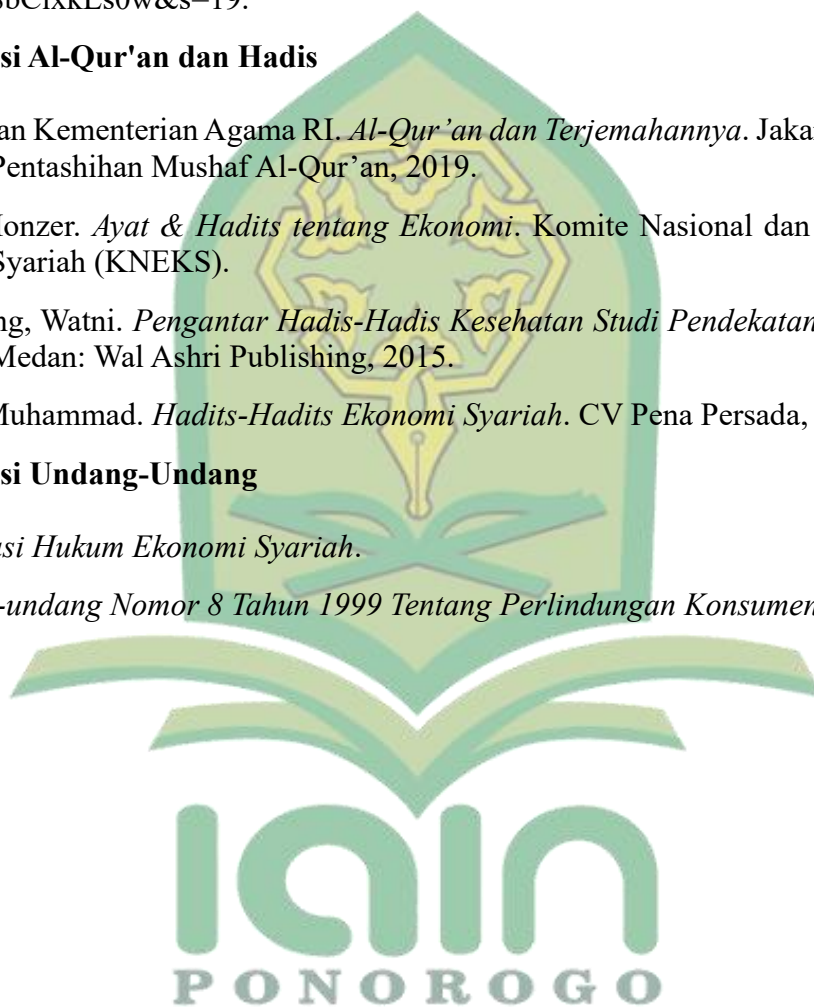 si Al-Qur'an dan Hadis
an Kementerian Agama RI. Al-Qur’an dan Terjemahannya. Jaka
Pentashihan Mushaf Al-Qur’an, 2019.
onzer. Ayat & Hadits tentang Ekonomi. Komite Nasional dan
Syariah (KNEKS).
ng, Watni. Pengantar Hadis-Hadis Kesehatan Studi Pendekatan
Medan: Wal Ashri Publishing, 2015.
Muhammad. Hadits-Hadits Ekonomi Syariah. CV Pena Persada,
si Undang-Undang
asi Hukum Ekonomi Syariah.
-undang Nomor 8 Tahun 1999 Tentang Perlindungan Konsumen
iain
PONOROGO